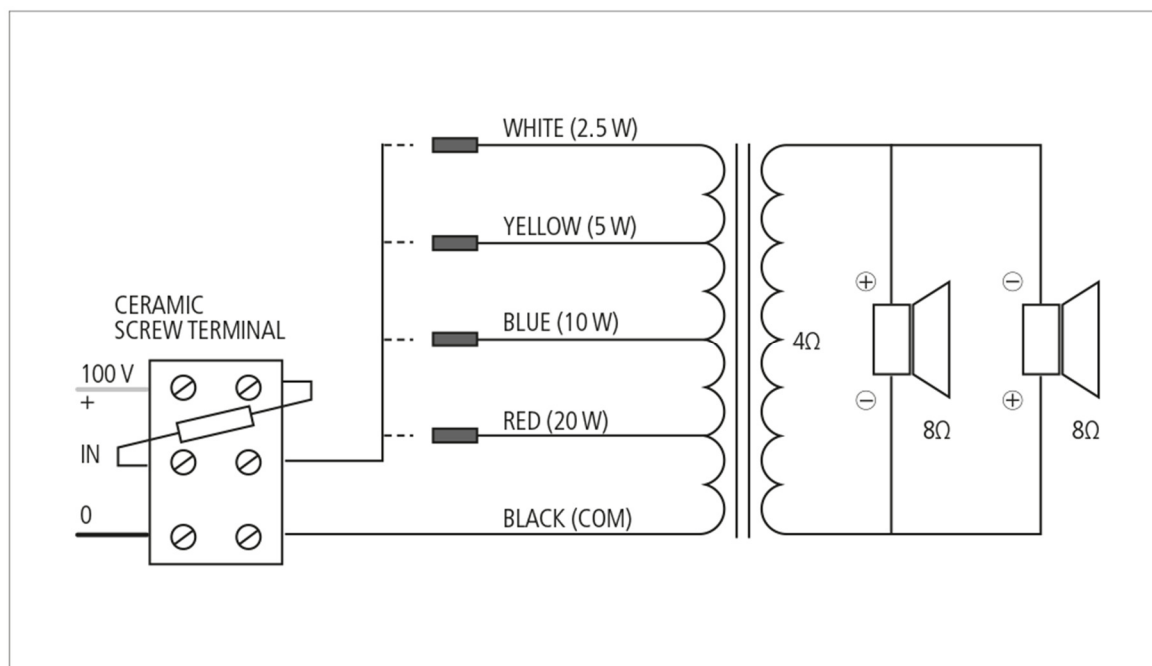 WHITE (2.5 W)
YELLOW (5 W)
CERAMIC
SCREW TERMINAL
BLUE (10 W)
4Ω
100 V
+
RED (20 W)
IN
0
BLACK (COM)
+
−
−
+
8Ω
8Ω